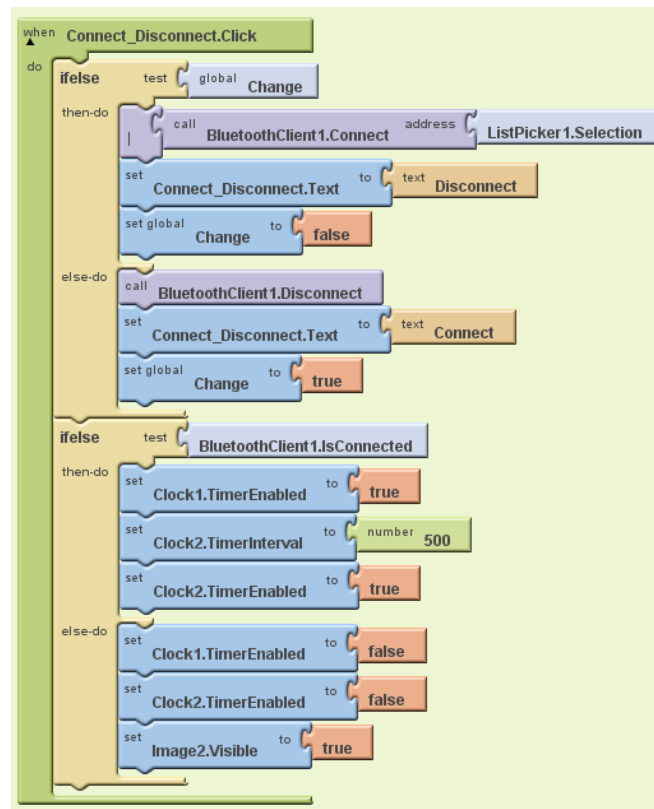 when Connect_Disconnect.Click
do ifelse test global Change
then-do call BluetoothClient1.Connect address ListPicker1.Selection
set Connect_Disconnect.Text to text Disconnect
set global Change to false
else-do call BluetoothClient1.Disconnect
set Connect_Disconnect.Text to text Connect
set global Change to true
ifelse test BluetoothClient1.IsConnected
then-do set Clock1.TimerEnabled to true
set Clock2.TimerInterval to number 500
set Clock2.TimerEnabled to true
else-do set Clock1.TimerEnabled to false
set Clock2.TimerEnabled to false
set Image2.Visible to true